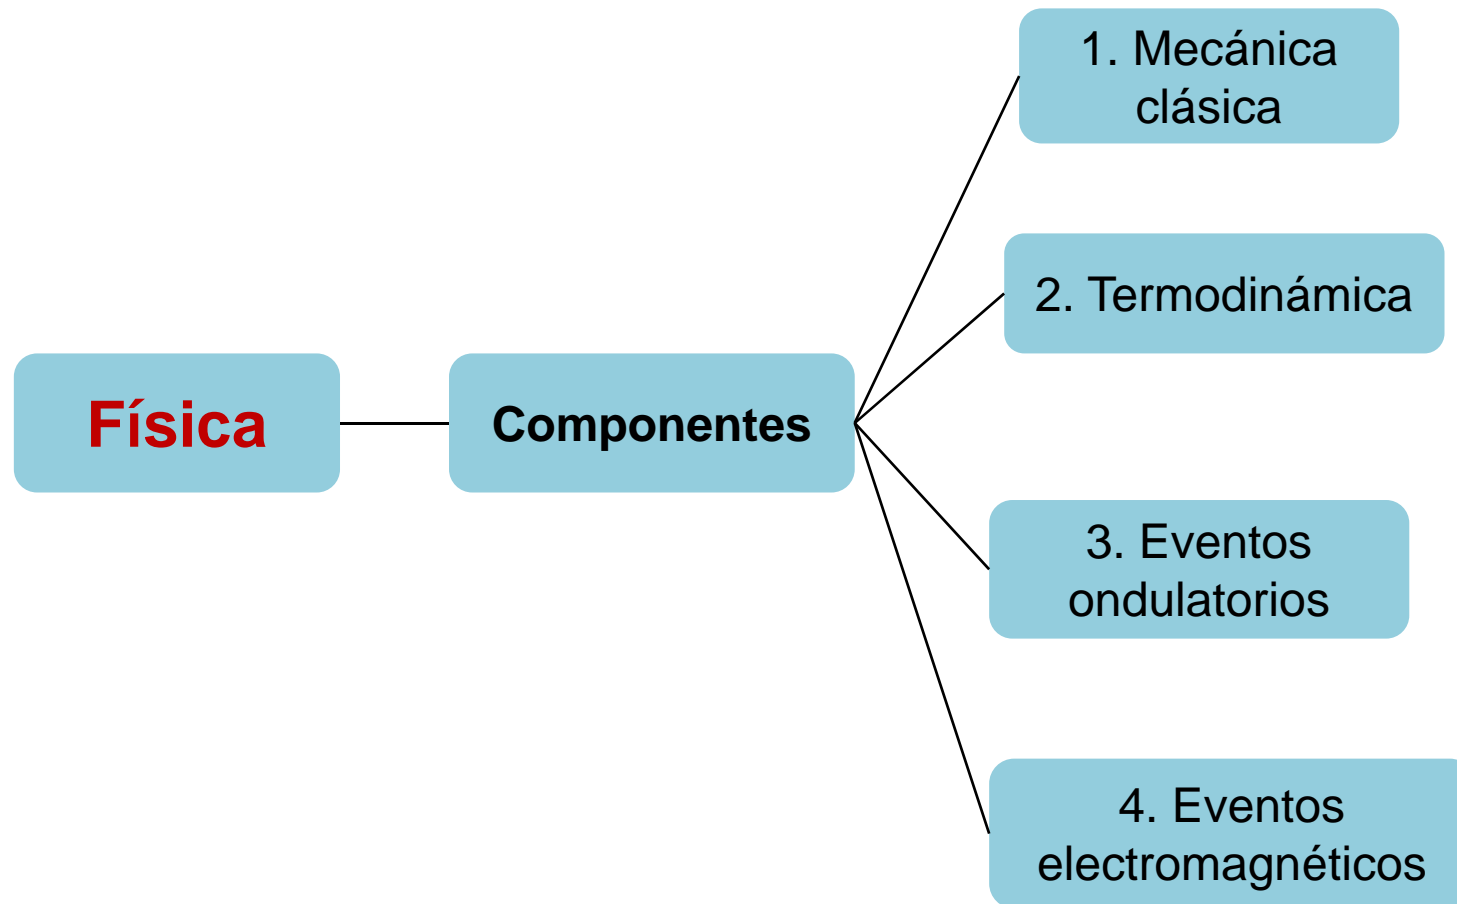 Física
Componentes
1. Mecánica
clásica
2. Termodinámica
3. Eventos
ondulatorios
4. Eventos
electromagnéticos